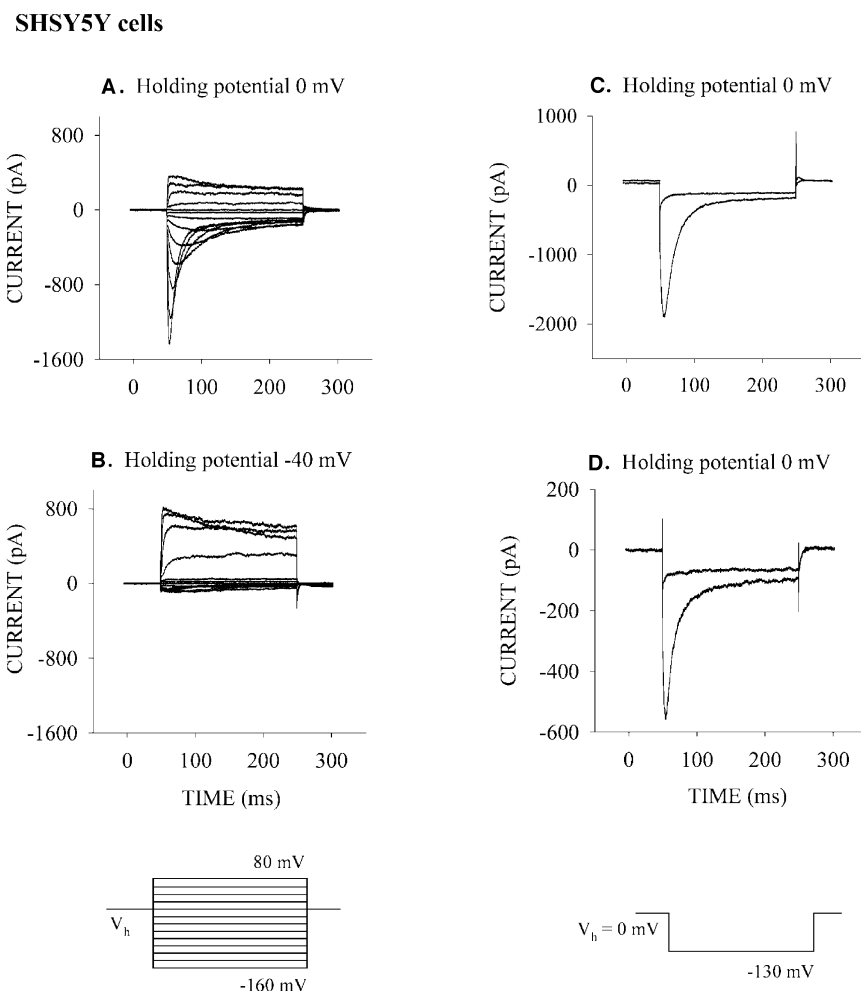 SHSY5Y cells
A. Holding potential 0 mV
800
0
-800
-1600
CURRENT (pA)
0 100 200 300
B. Holding potential -40 mV
800
0
-800
-1600
CURRENT (pA)
0 100 200 300
TIME (ms)
80 mV
Vh
-160 mV
C. Holding potential 0 mV
1000
0
-1000
-2000
CURRENT (pA)
0 100 200 300
D. Holding potential 0 mV
200
0
-200
-400
-600
CURRENT (pA)
0 100 200 300
TIME (ms)
Vh = 0 mV
-130 mV